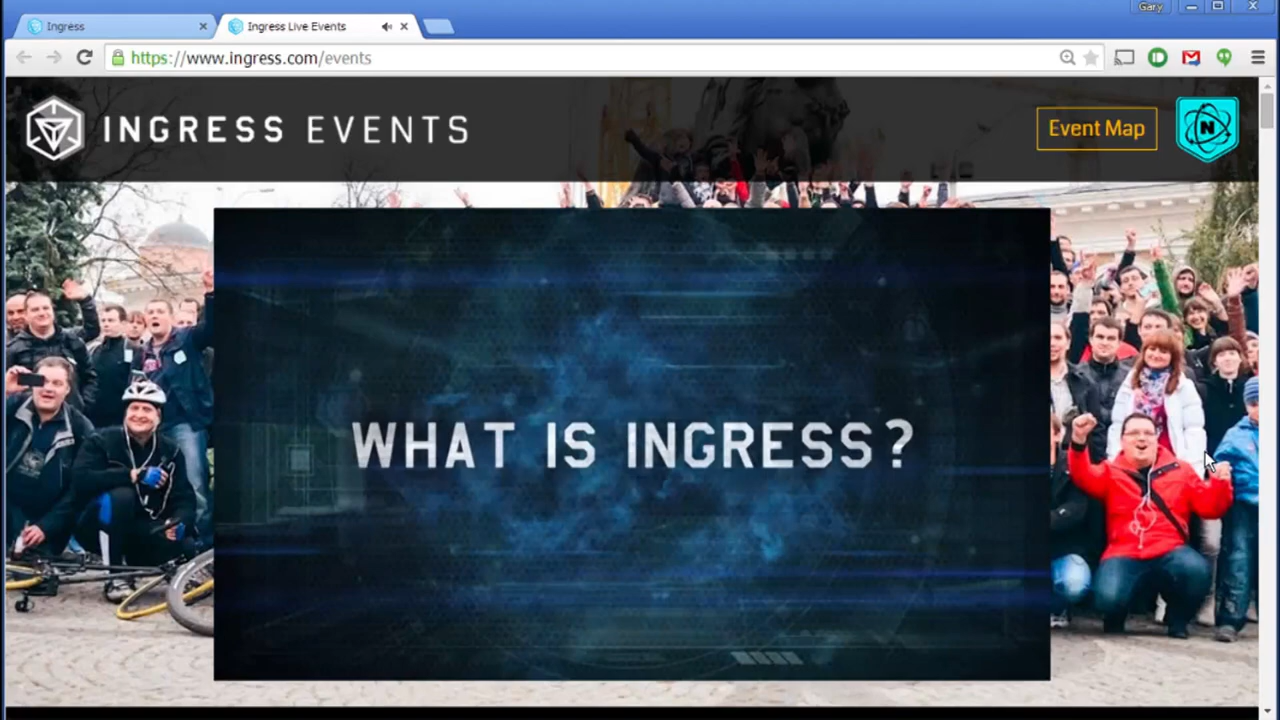 Gary
Ingress
Ingress Live Events
https://www.ingress.com/events
INGRESS EVENTS
Event Map
N
WHAT IS INGRESS?